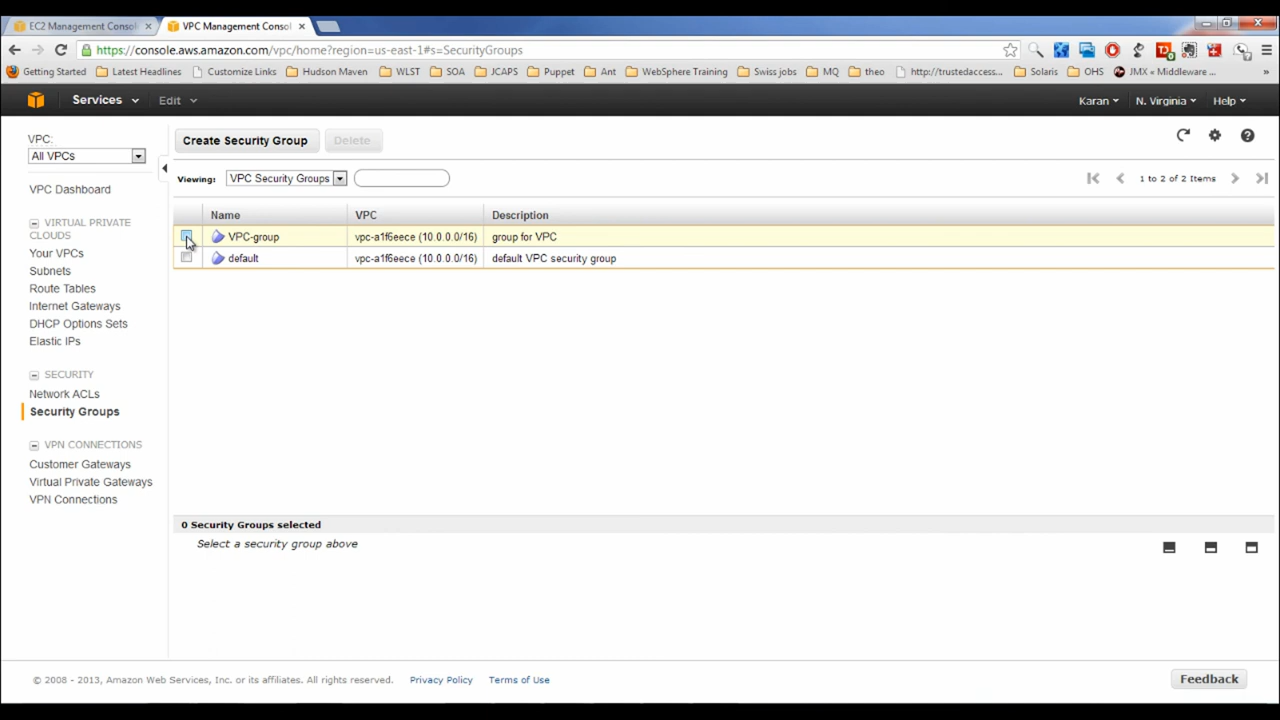 EC2 Management Consol
VPC Management Consol
https://console.aws.amazon.com/vpc/home?region=us-east-1#s=SecurityGroups
Getting Started Latest Headlines Customize Links Hudson Maven WLST SOA JCAPS Puppet Ant WebSphere Training Swiss jobs MQ theo http://trustedaccess... Solaris OHS JMX « Middleware ... »
Services Edit Karan N. Virginia Help
VPC:
All VPCs
VPC Dashboard
VIRTUAL PRIVATE
CLOUDS
Your VPCs
Subnets
Route Tables
Internet Gateways
DHCP Options Sets
Elastic IPs
SECURITY
Network ACLs
Security Groups
VPN CONNECTIONS
Customer Gateways
Virtual Private Gateways
VPN Connections
Create Security Group Delete
Viewing: VPC Security Groups 1 to 2 of 2 Items
Name VPC Description
VPC-group vpc-a1f6eece (10.0.0.0/16) group for VPC
default vpc-a1f6eece (10.0.0.0/16) default VPC security group
0 Security Groups selected
Select a security group above
© 2008 - 2013, Amazon Web Services, Inc. or its affiliates. All rights reserved. Privacy Policy Terms of Use Feedback